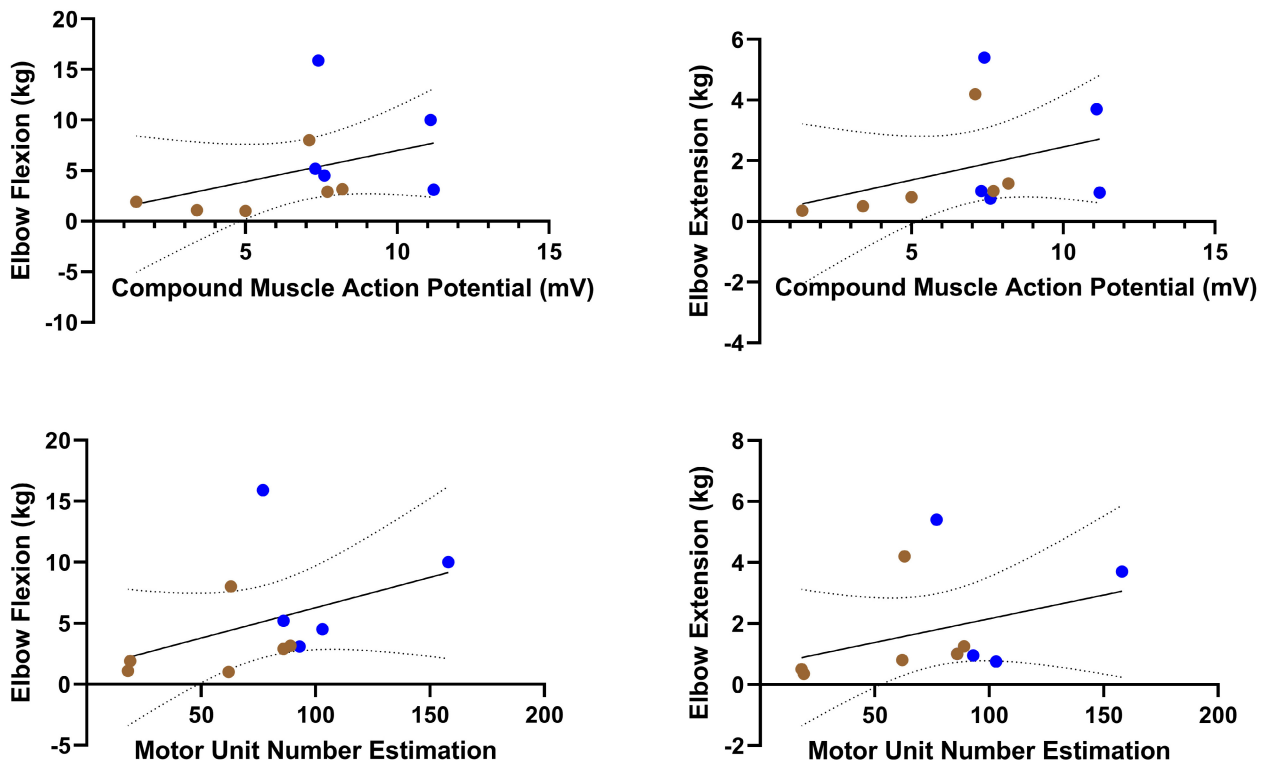 Elbow Flexion (kg)
20
15
10
5
0
-5
-10
5 10 15
Compound Muscle Action Potential (mV)
Elbow Extension (kg)
6
4
2
0
-2
-4
5 10 15
Compound Muscle Action Potential (mV)
Elbow Flexion (kg)
20
15
10
5
0
-5
50 100 150 200
Motor Unit Number Estimation
Elbow Extension (kg)
8
6
4
2
0
-2
50 100 150 200
Motor Unit Number Estimation